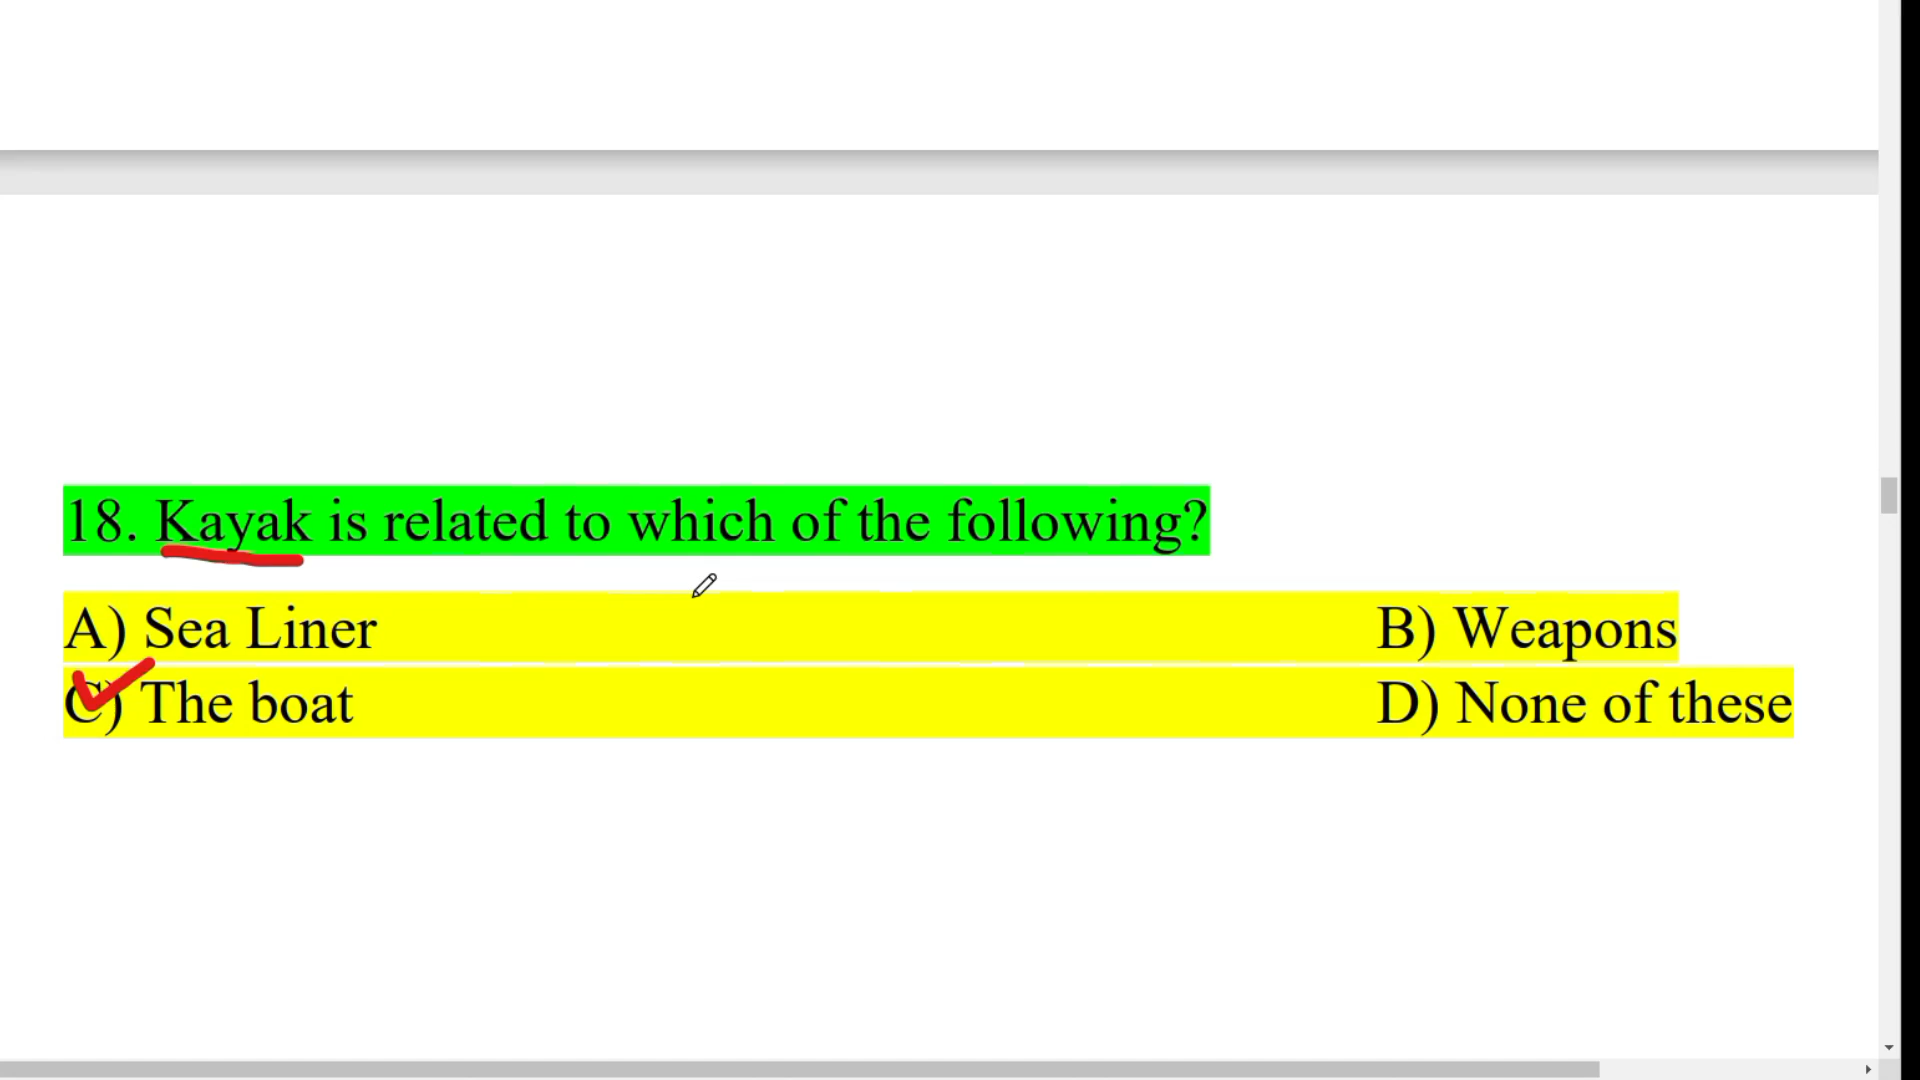 18. Kayak is related to which of the following?
A) Sea Liner B) Weapons
C) The boat D) None of these